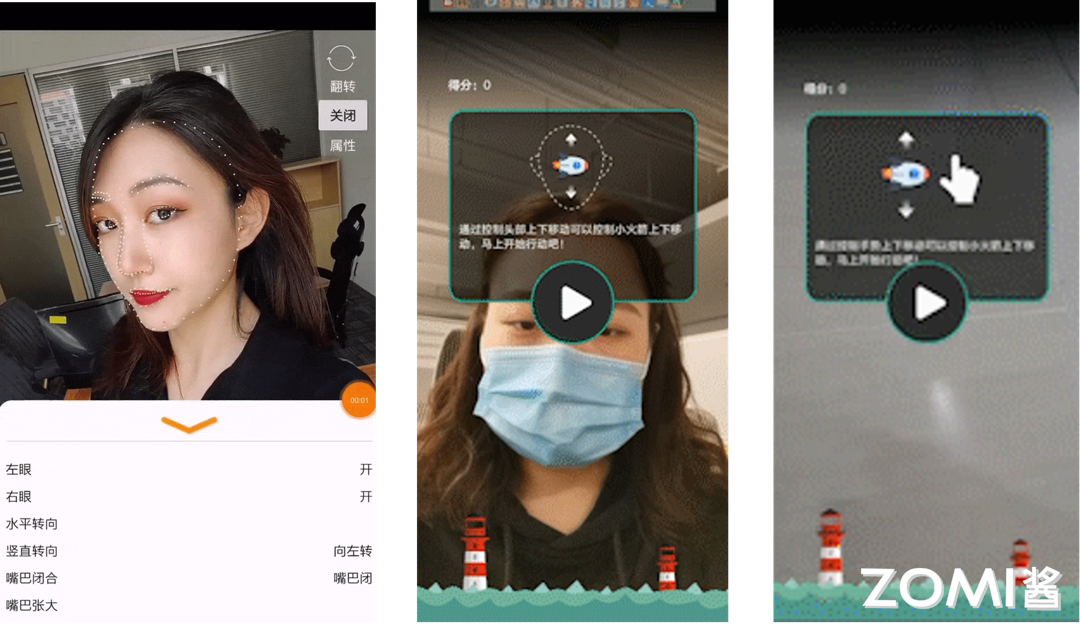 翻转
关闭
属性
00:01
左眼
开
右眼
开
水平转向
竖直转向
向左转
嘴巴闭合
嘴巴闭
嘴巴张大
得分：0
通过控制头部上下移动可以控制小火箭上下移
动，马上开始行动吧！
得分：0
通过控制手势上下移动可以控制小火箭上下移
动，马上开始行动吧！
ZOMI酱